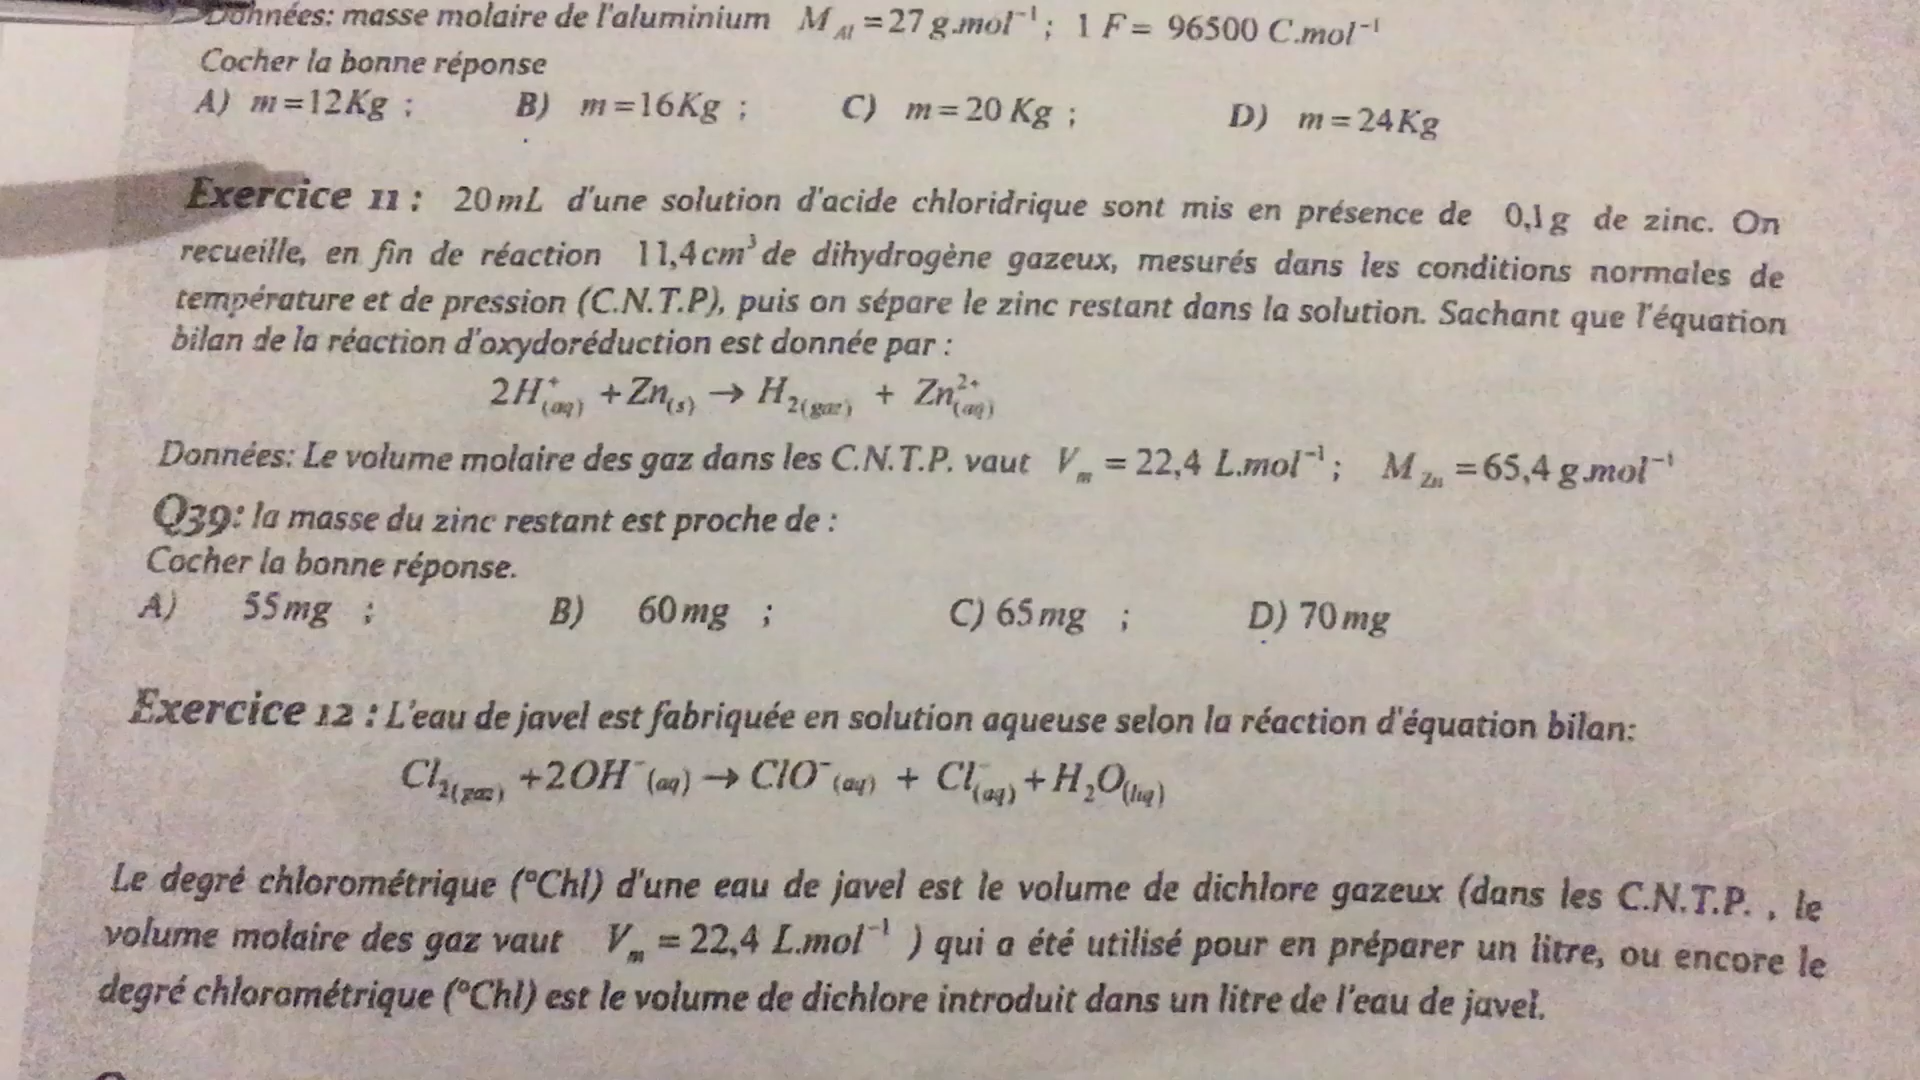 Données: masse molaire de l'aluminium M Al = 27 g.mol⁻¹ ; 1 F = 96500 C.mol⁻¹
Cocher la bonne réponse
A) m=12Kg ; B) m=16Kg ; C) m=20 Kg ; D) m=24Kg
Exercice 11 : 20mL d'une solution d'acide chloridrique sont mis en présence de 0,1g de zinc. On
recueille, en fin de réaction 11,4cm³ de dihydrogène gazeux, mesurés dans les conditions normales de
température et de pression (C.N.T.P), puis on sépare le zinc restant dans la solution. Sachant que l'équation
bilan de la réaction d'oxydoréduction est donnée par :
2H⁺(aq) + Zn(s) → H₂(gaz) + Zn²⁺(aq)
Données: Le volume molaire des gaz dans les C.N.T.P. vaut Vm = 22,4 L.mol⁻¹ ; M Zn = 65,4 g.mol⁻¹
Q39: la masse du zinc restant est proche de :
Cocher la bonne réponse.
A) 55mg ; B) 60mg ; C) 65mg ; D) 70mg
Exercice 12 : L'eau de javel est fabriquée en solution aqueuse selon la réaction d'équation bilan:
Cl₂(gaz) +2OH⁻(aq) → ClO⁻(aq) + Cl⁻(aq) + H₂O(liq)
Le degré chlorométrique (°Chl) d'une eau de javel est le volume de dichlore gazeux (dans les C.N.T.P. , le
volume molaire des gaz vaut Vm = 22,4 L.mol⁻¹ ) qui a été utilisé pour en préparer un litre, ou encore le
degré chlorométrique (°Chl) est le volume de dichlore introduit dans un litre de l'eau de javel.